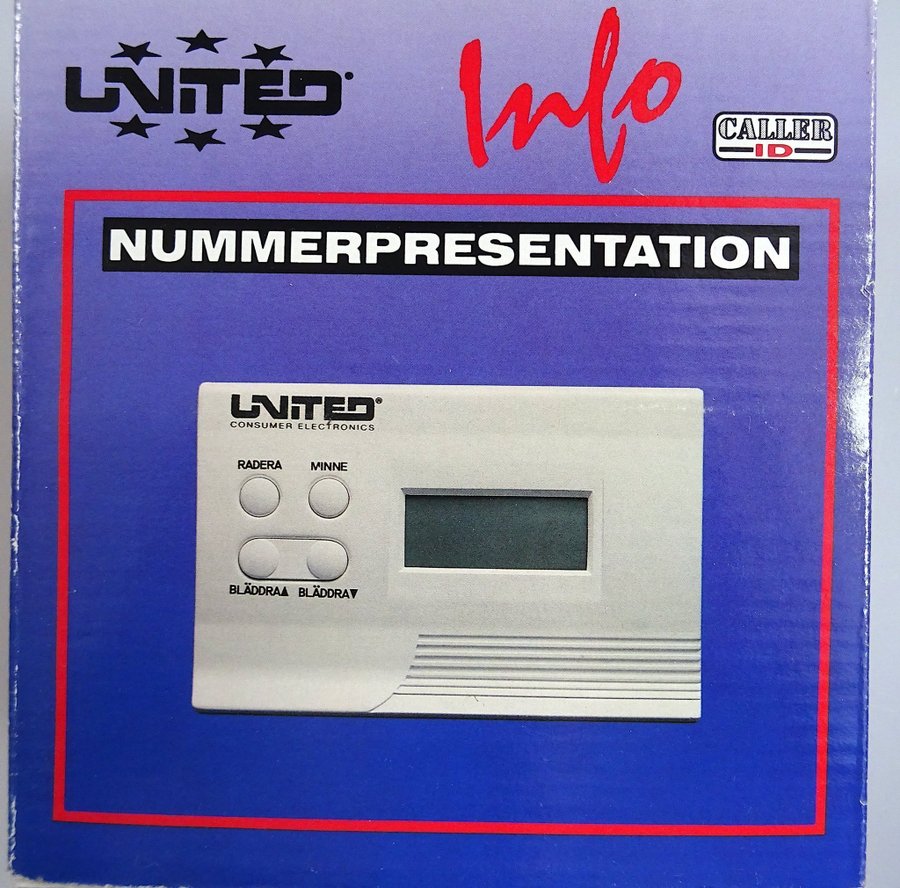 UNITED
Info
CALLER
ID
NUMMERPRESENTATION
UNITED®
CONSUMER ELECTRONICS
RADERA MINNE
BLÄDDRA▲ BLÄDDRA▼